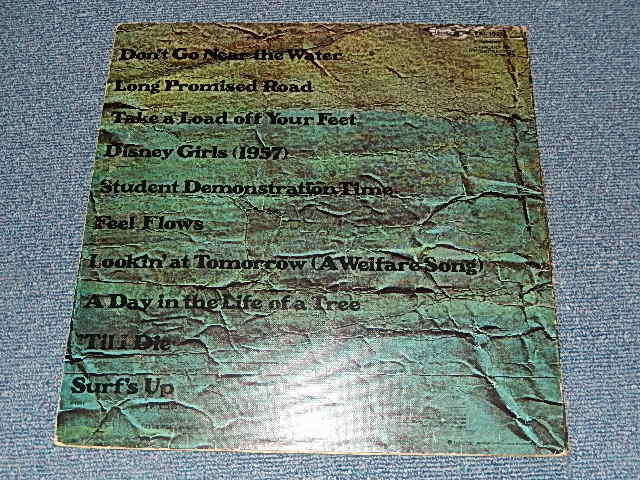 Don't Go Near the Water
Long Promised Road
Take a Load off Your Feet
Disney Girls (1957)
Student Demonstration Time
Feel Flows
Lookin' at Tomorrow (A Welfare Song)
A Day in the Life of a Tree
'Til I Die
Surf's Up